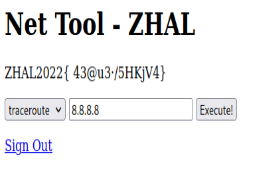 Net Tool - ZHAL
ZHAL2022{ 43@u3·/5HKjV4}
traceroute 8.8.8.8 Execute!
Sign Out